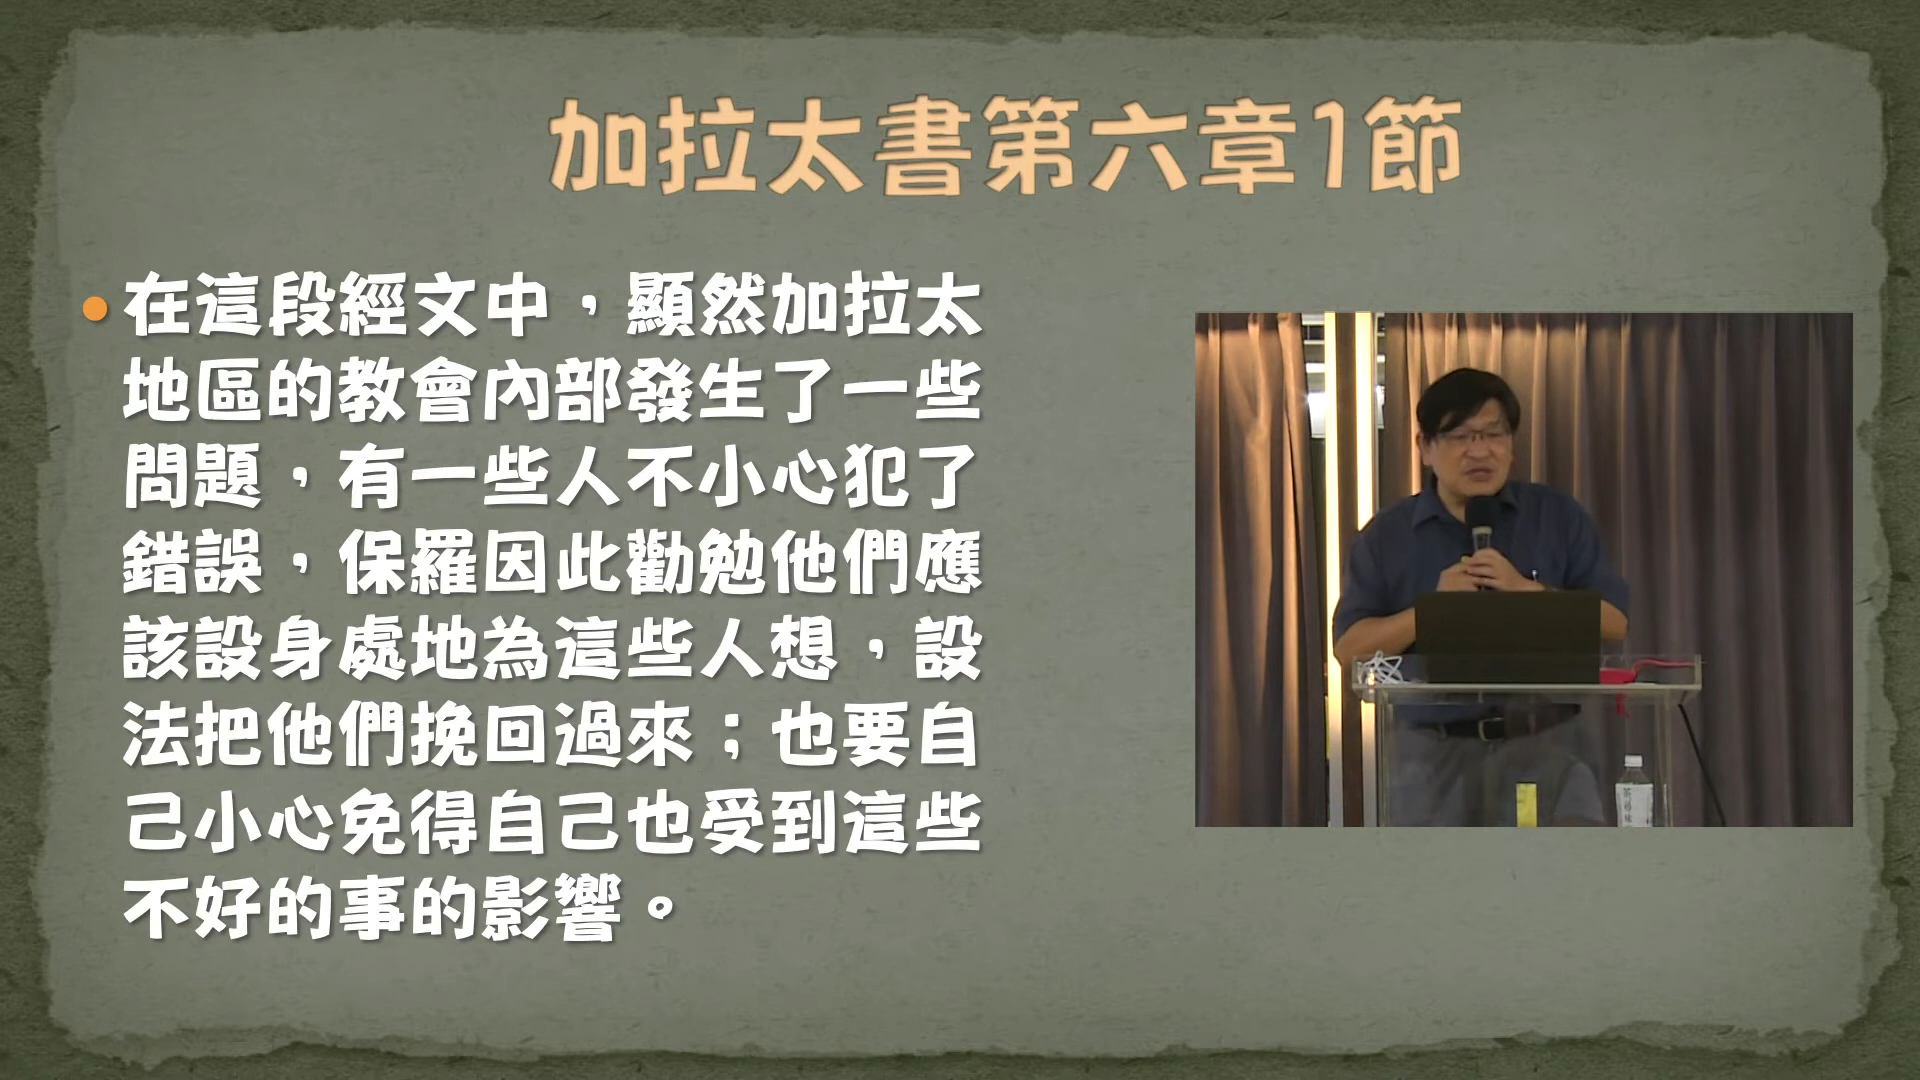 加拉太書第六章1節
在這段經文中，顯然加拉太
地區的教會內部發生了一些
問題，有一些人不小心犯了
錯誤，保羅因此勸勉他們應
該設身處地為這些人想，設
法把他們挽回過來；也要自
己小心免得自己也受到這些
不好的事的影響。